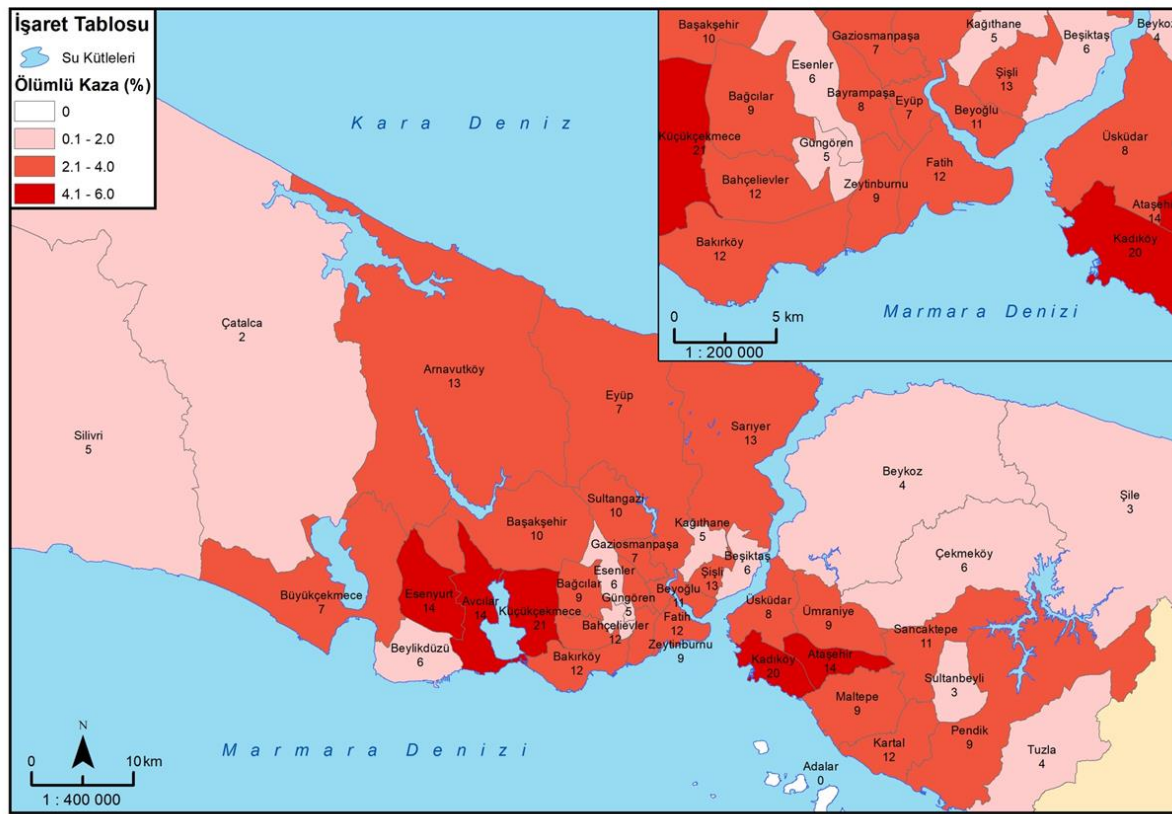 İşaret Tablosu
Su Kütleleri
Ölümlü Kaza (%)
0
0.1 - 2.0
2.1 - 4.0
4.1 - 6.0
Kara Deniz
Başakşehir
10
Gaziosmanpaşa
7
Kağıthane
5
Beşiktaş
6
Beykoz
4
Esenler
6
Şişli
13
Bağcılar
9
Bayrampaşa
8
Eyüp
7
Beyoğlu
11
Küçükçekmece
21
Güngören
5
Üsküdar
8
Bahçelievler
12
Zeytinburnu
9
Fatih
12
Ataşehir
14
Kadıköy
20
Bakırköy
12
Marmara Denizi
0 5 km
1 : 200 000
Çatalca
2
Silivri
5
Arnavutköy
13
Eyüp
7
Sarıyer
13
Beykoz
4
Şile
3
Sultangazi
10
Başakşehir
10
Kağıthane
5
Gaziosmanpaşa
7
Beşiktaş
6
Çekmeköy
6
Büyükçekmece
7
Esenyurt
14
Avcılar
14
Küçükçekmece
21
Bağcılar
9
Esenler
6
Güngören
5
Bahçelievler
12
Beyoğlu
11
Şişli
13
Fatih
12
Zeytinburnu
9
Bakırköy
12
Beylikdüzü
6
Üsküdar
8
Ümraniye
9
Sancaktepe
11
Kadıköy
20
Ataşehir
14
Sultanbeyli
3
Maltepe
9
Pendik
9
Kartal
12
Tuzla
4
Adalar
0
Marmara Denizi
N
0 10 km
1 : 400 000